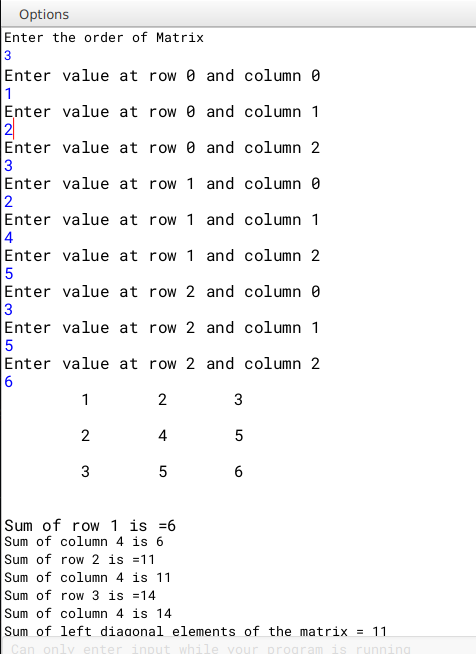 Options
Enter the order of Matrix
3
Enter value at row 0 and column 0
1
Enter value at row 0 and column 1
2
Enter value at row 0 and column 2
3
Enter value at row 1 and column 0
2
Enter value at row 1 and column 1
4
Enter value at row 1 and column 2
5
Enter value at row 2 and column 0
3
Enter value at row 2 and column 1
5
Enter value at row 2 and column 2
6
1 2 3
2 4 5
3 5 6
Sum of row 1 is =6
Sum of column 4 is 6
Sum of row 2 is =11
Sum of column 4 is 11
Sum of row 3 is =14
Sum of column 4 is 14
Sum of left diagonal elements of the matrix = 11
Can only enter input while your program is running